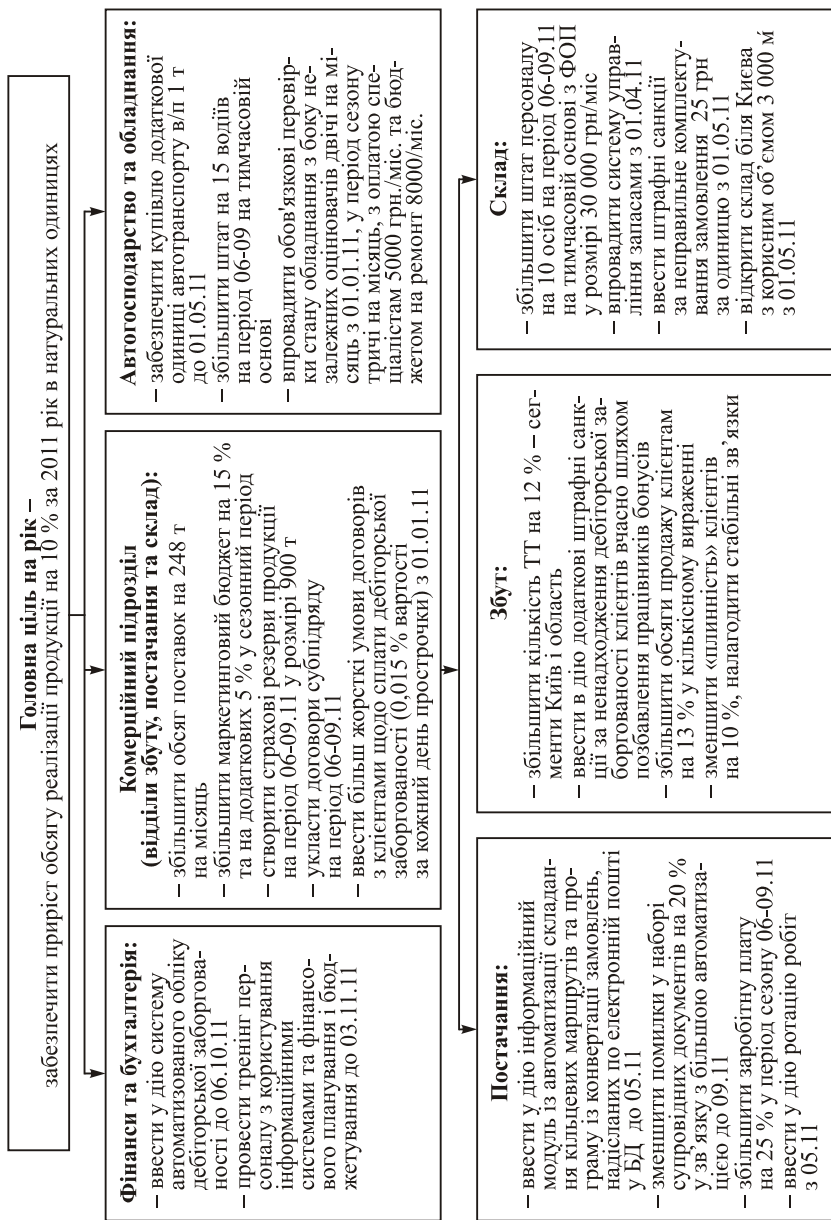 Головна ціль на рік –
забезпечити приріст обсягу реалізації продукції на 10 % за 2011 рік в натуральних одиницях
Фінанси та бухгалтерія:
– ввести у дію систему
автоматизованого обліку
дебіторської заборгова-
ності до 06.10.11
– провести тренінг пер-
соналу з користування
інформаційними
системами та фінансо-
вого планування і бюд-
жетування до 03.11.11
Комерційний підрозділ
(відділи збуту, постачання та склад):
– збільшити обсяг поставок на 248 т
на місяць
– збільшити маркетинговий бюджет на 15 %
та на додаткових 5 % у сезонний період
– створити страхові резерви продукції
на період 06-09.11 у розмірі 900 т
– укласти договори субпідряду
на період 06-09.11
– ввести більш жорсткі умови договорів
з клієнтами щодо сплати дебіторської
заборгованості (0,015 % вартості
за кожний день прострочки) з 01.01.11
Автогосподарство та обладнання:
– забезпечити купівлю додаткової
одиниці автотранспорту в/п 1 т
до 01.05.11
– збільшити штат на 15 водіїв
на період 06-09 на тимчасовій
основі
– впровадити обов'язкові перевір-
ки стану обладнання з боку не-
залежних оцінювачів двічі на мі-
сяць з 01.01.11, у період сезону
тричі на місяць, з оплатою спе-
ціалістам 5000 грн./міс. та бюд-
жетом на ремонт 8000/міс.
Постачання:
– ввести у дію інформаційний
модуль із автоматизації складан-
ня кільцевих маршрутів та про-
граму із конвертації замовлень,
надісланих по електронній пошті
у БД до 05.11
– зменшити помилки у наборі
супровідних документів на 20 %
у зв'язку з більшою автоматиза-
цією до 09.11
– збільшити заробітну плату
на 25 % у період сезону 06-09.11
– ввести у дію ротацію робіт
з 05.11
Збут:
– збільшити кількість ТТ на 12 % – сег-
менти Київ і область
– ввести в дію додаткові штрафні санк-
ції за ненадходження дебіторської за-
боргованості клієнтів вчасно шляхом
позбавлення працівників бонусів
– збільшити обсяги продажу клієнтам
на 13 % у кількісному вираженні
– зменшити «плинність» клієнтів
на 10 %, налагодити стабільні зв'язки
Склад:
– збільшити штат персоналу
на 10 осіб на період 06-09.11
на тимчасовій основі з ФОП
у розмірі 30 000 грн/міс
– впровадити систему управ-
ління запасами з 01.04.11
– ввести штрафні санкції
за неправильне комплекту-
вання замовлення 25 грн
за одиницю з 01.05.11
– відкрити склад біля Києва
з корисним об'ємом 3 000 м
з 01.05.11